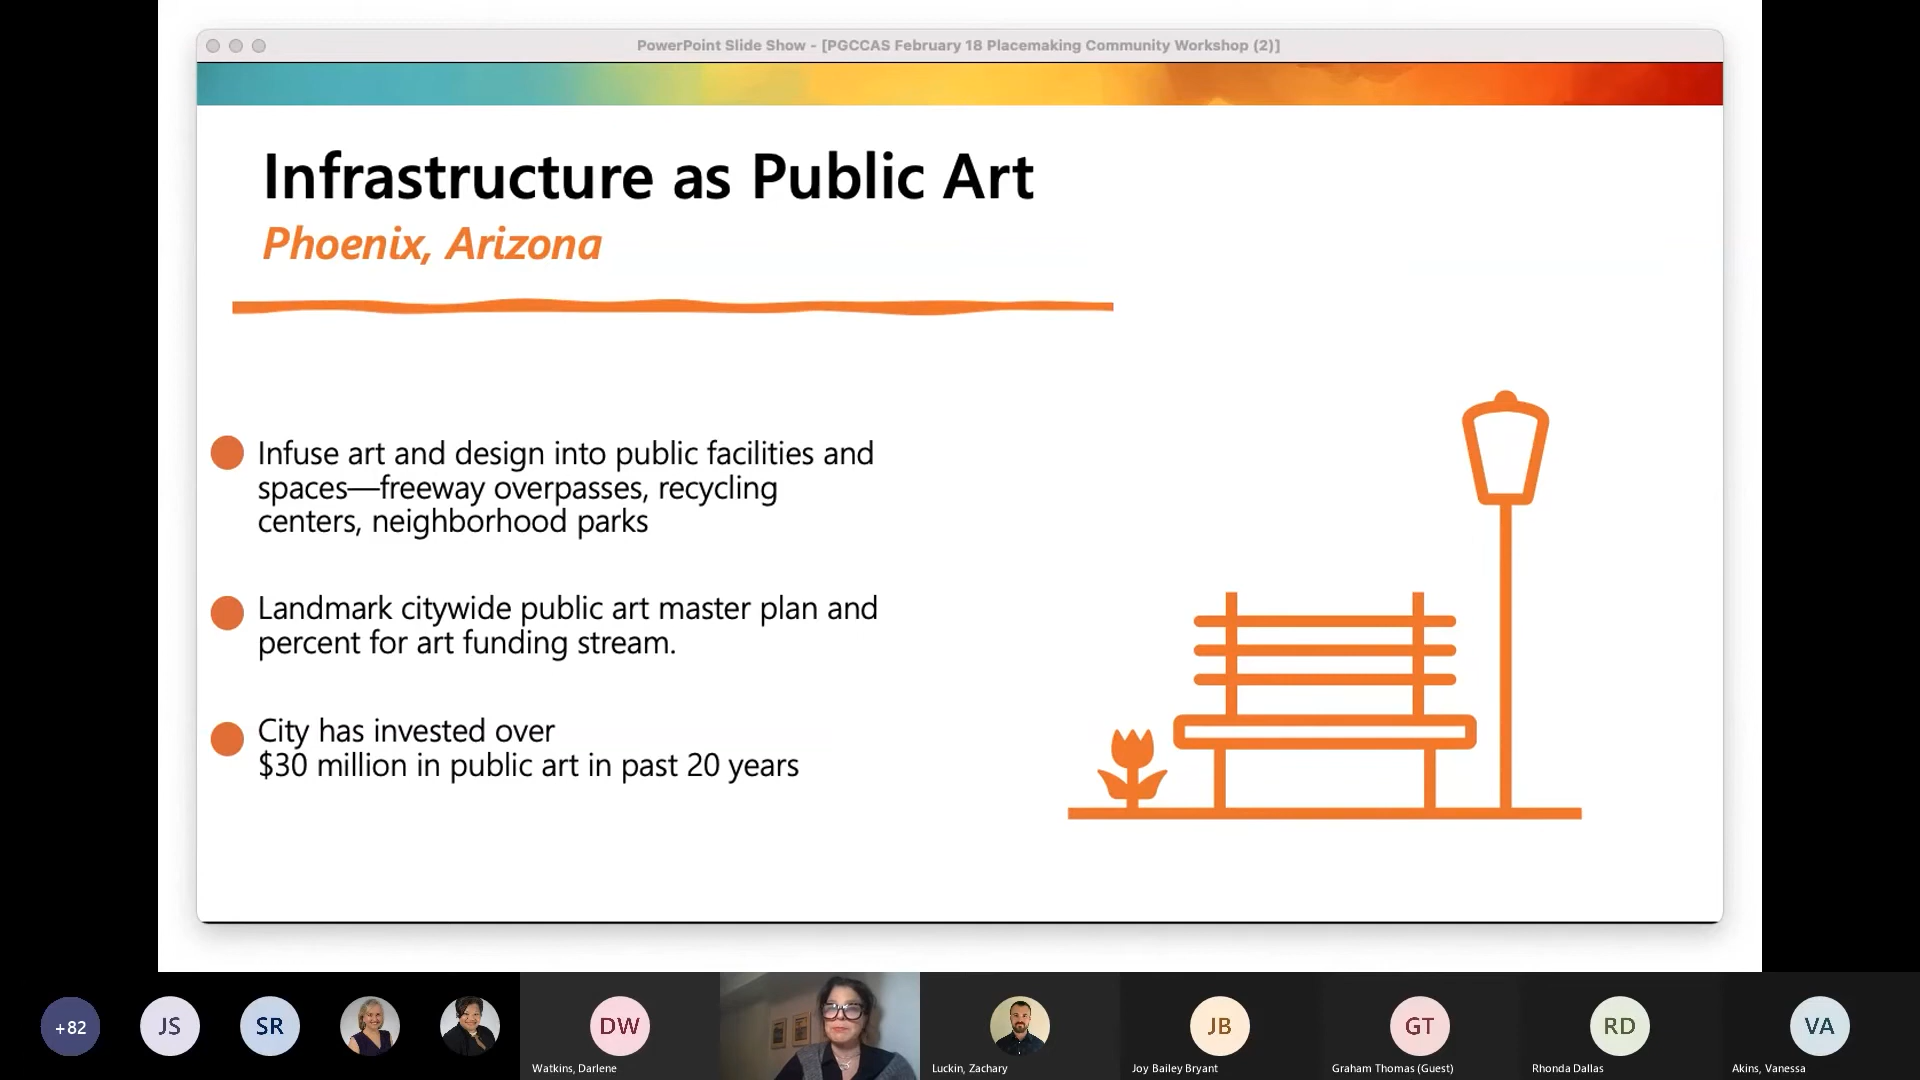 PowerPoint Slide Show - [PGCCAS February 18 Placemaking Community Workshop (2)]
Infrastructure as Public Art
Phoenix, Arizona
Infuse art and design into public facilities and
spaces—freeway overpasses, recycling
centers, neighborhood parks
Landmark citywide public art master plan and
percent for art funding stream.
City has invested over
$30 million in public art in past 20 years
+82
JS
SR
DW
JB
GT
RD
VA
Watkins, Darlene
Luckin, Zachary
Joy Bailey Bryant
Graham Thomas (Guest)
Rhonda Dallas
Akins, Vanessa